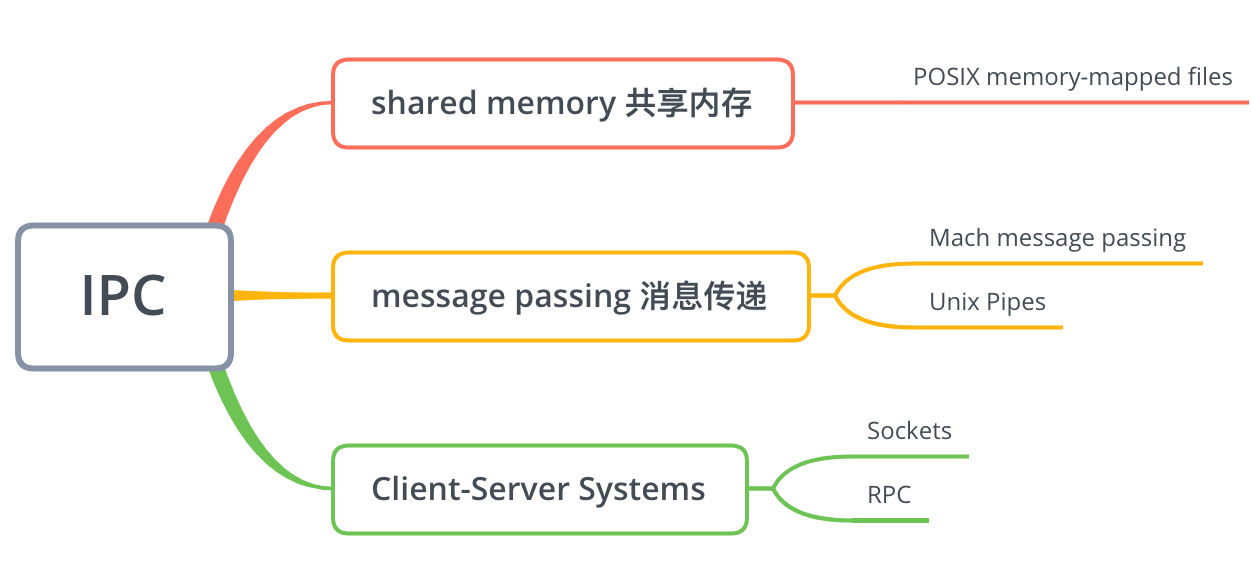 IPC
shared memory 共享内存
POSIX memory-mapped files
message passing 消息传递
Mach message passing
Unix Pipes
Client-Server Systems
Sockets
RPC